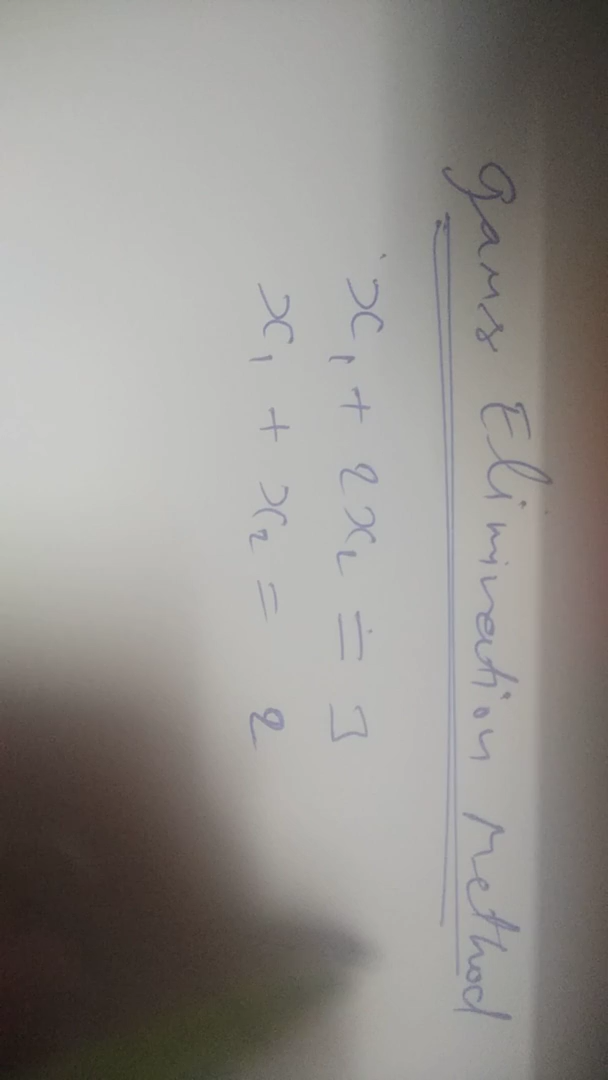 Gauss Elimination Method
x₁ + 2x₂ = 3
x₁ + x₂ = 2